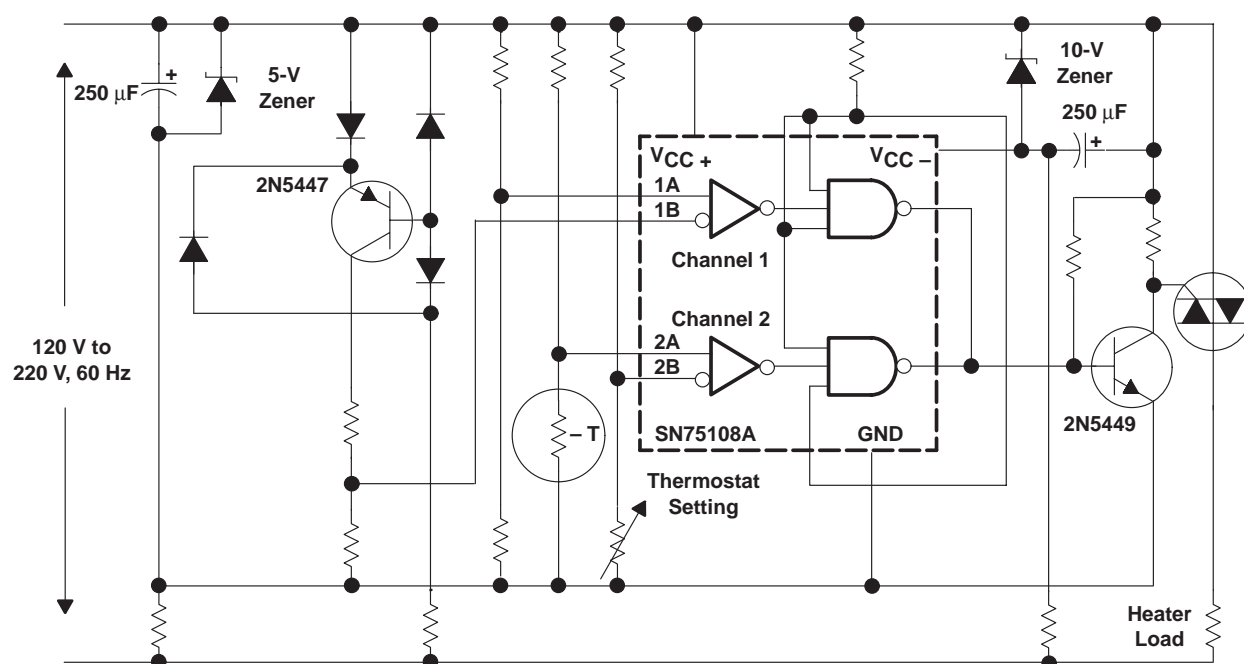 +
250 μF
5-V
Zener
2N5447
120 V to
220 V, 60 Hz
– T
Thermostat
Setting
VCC +
VCC –
1A
1B
Channel 1
Channel 2
2A
2B
SN75108A
GND
10-V
Zener
250 μF
+
2N5449
Heater
Load